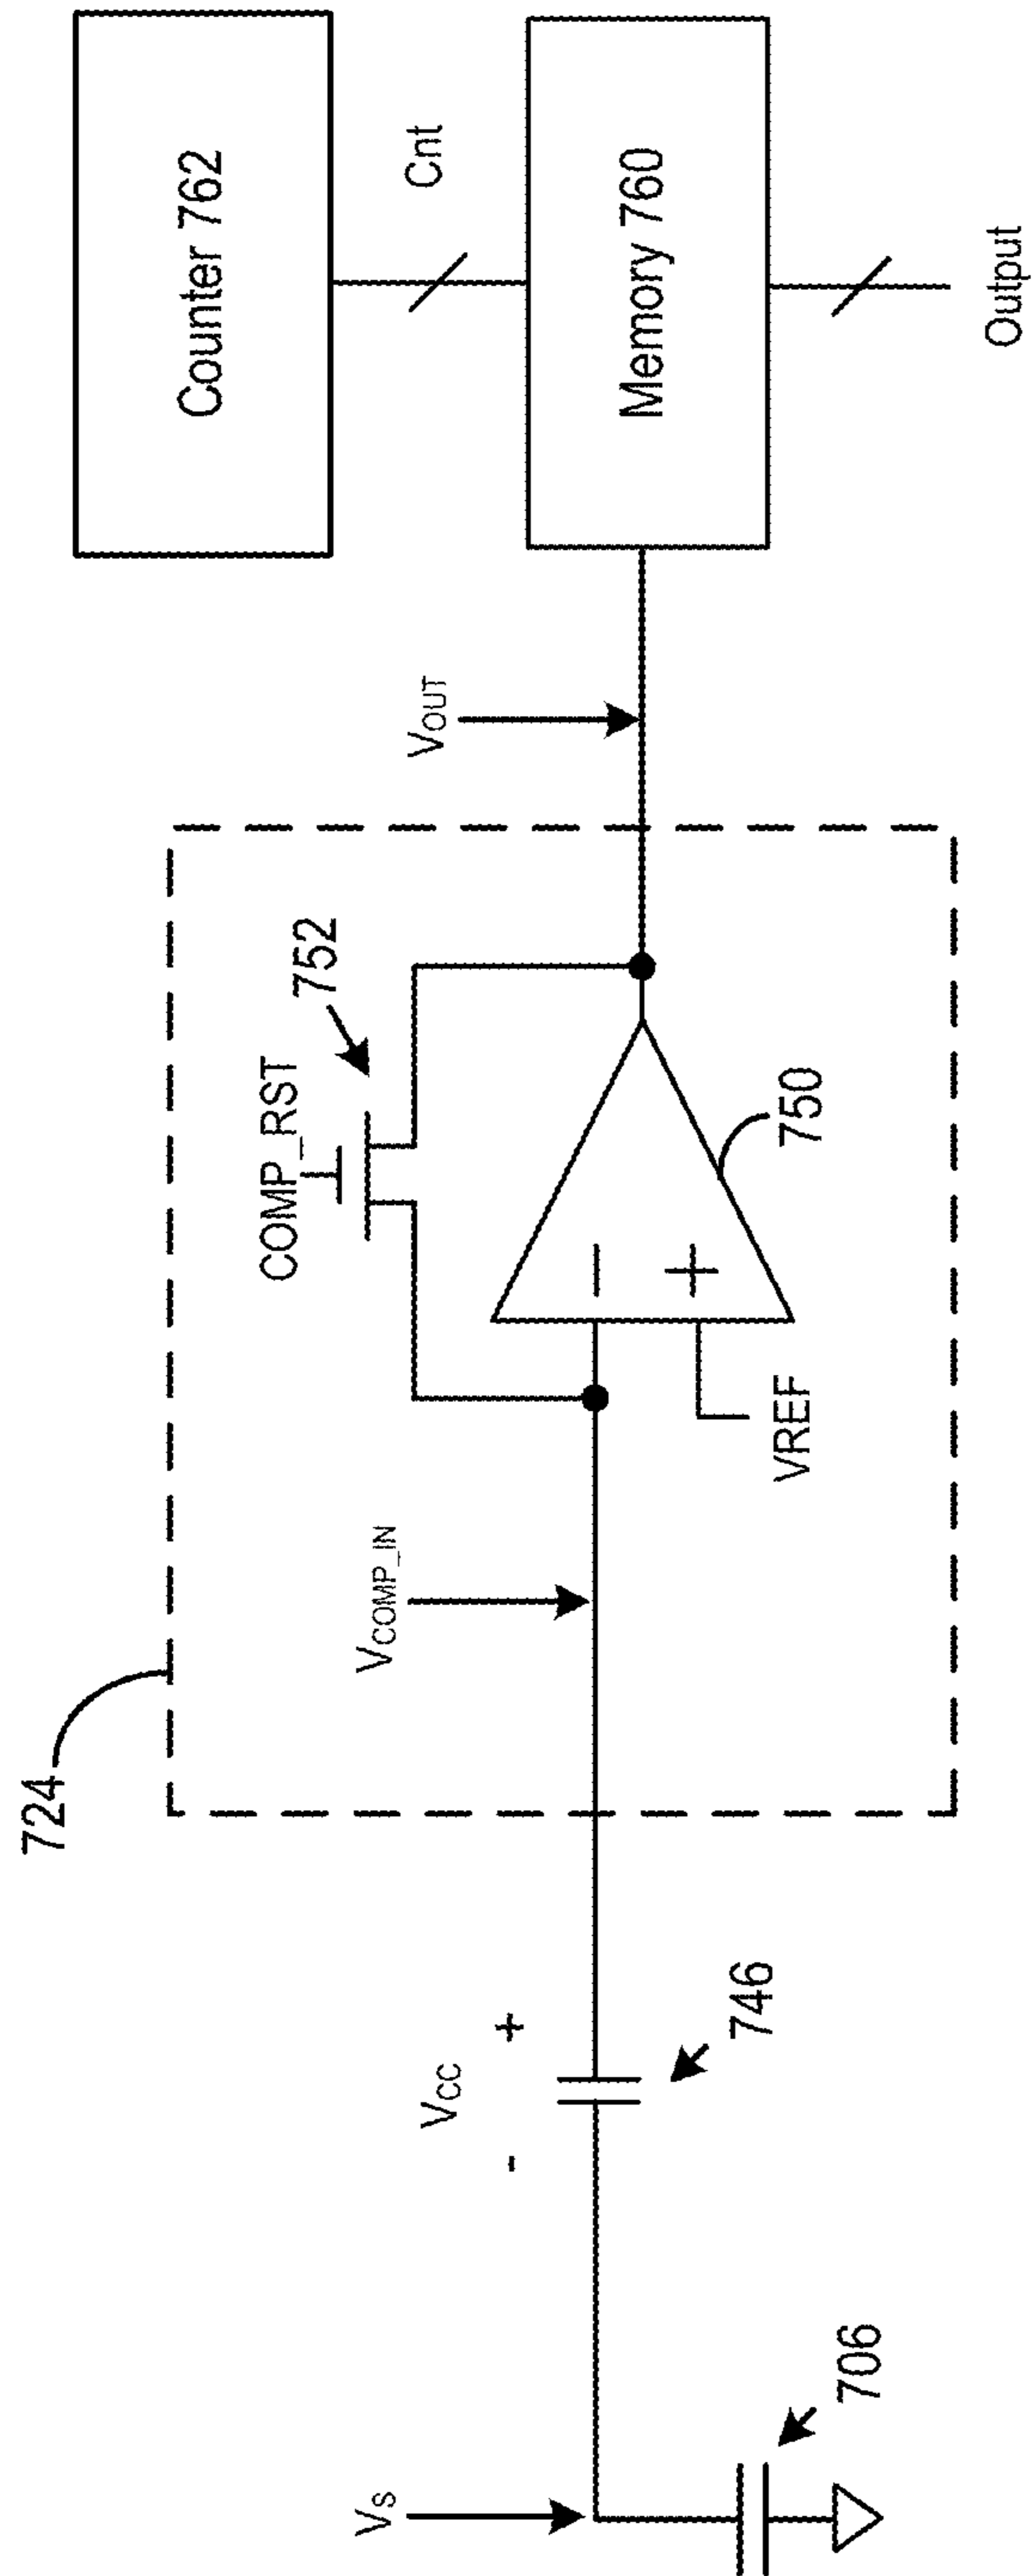 724
Counter 762
Cnt
Memory 760
Output
VOUT
COMP_RST
752
750
−
+
VREF
VCOMP_IN
VCC
- +
746
VS
706